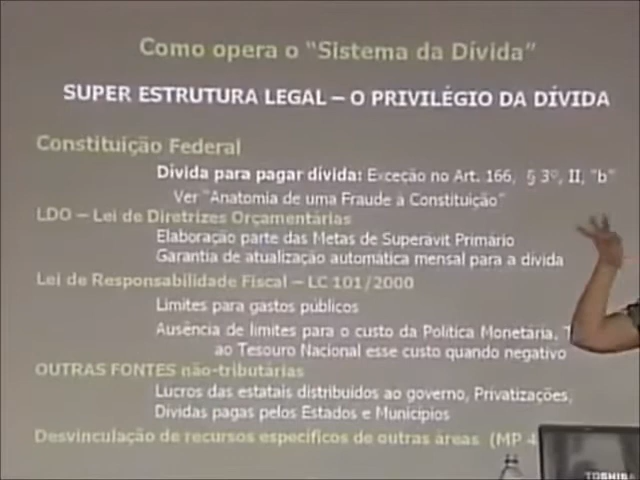 Como opera o "Sistema da Dívida"
SUPER ESTRUTURA LEGAL – O PRIVILÉGIO DA DÍVIDA
Constituição Federal
Dívida para pagar dívida: Exceção no Art. 166, § 3º, II, "b"
Ver "Anatomia de uma Fraude à Constituição"
LDO – Lei de Diretrizes Orçamentárias
Elaboração parte das Metas de Superávit Primário
Garantia de atualização automática mensal para a dívida
Lei de Responsabilidade Fiscal – LC 101/2000
Limites para gastos públicos
Ausência de limites para o custo da Política Monetária.
ao Tesouro Nacional esse custo quando negativo
OUTRAS FONTES não-tributárias
Lucros das estatais distribuídos ao governo, Privatizações,
Dívidas pagas pelos Estados e Municípios
Desvinculação de recursos específicos de outras áreas (MP 4
TOSHIBA